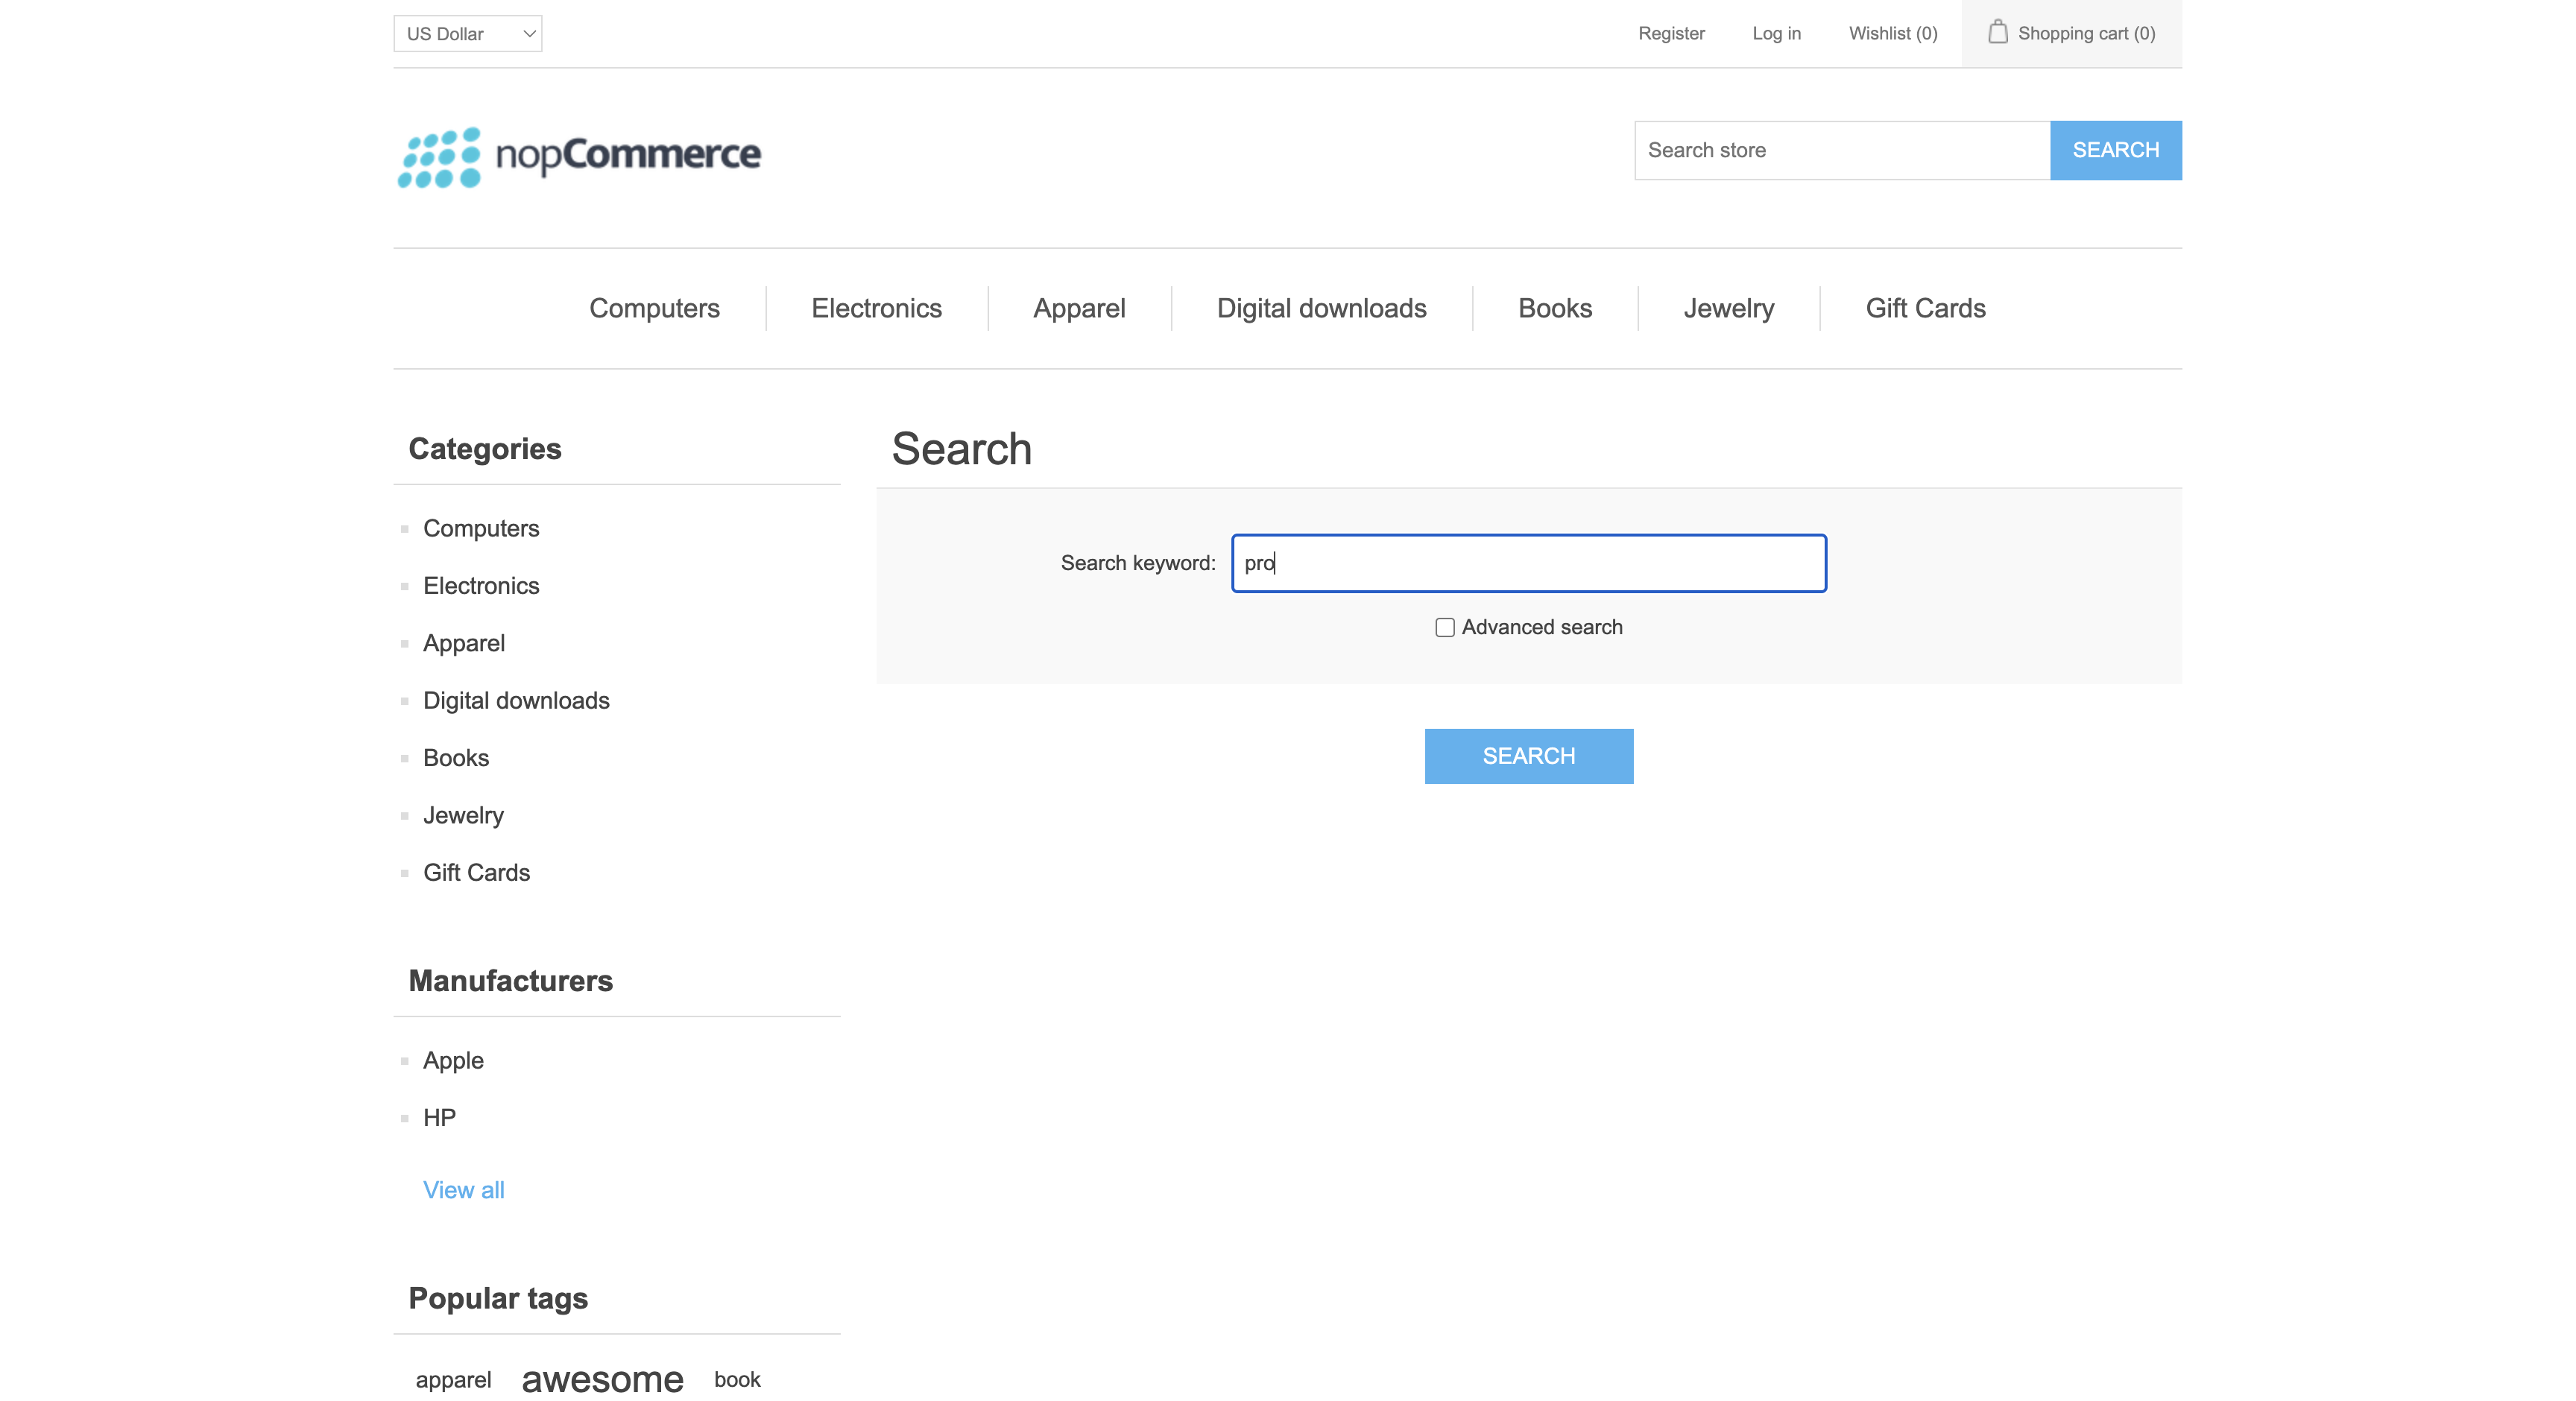 US Dollar
Register Log in Wishlist (0) Shopping cart (0)
nopCommerce
Search store SEARCH
Computers Electronics Apparel Digital downloads Books Jewelry Gift Cards
Categories
Computers
Electronics
Apparel
Digital downloads
Books
Jewelry
Gift Cards
Manufacturers
Apple
HP
View all
Popular tags
apparel awesome book
Search
Search keyword: pro
Advanced search
SEARCH